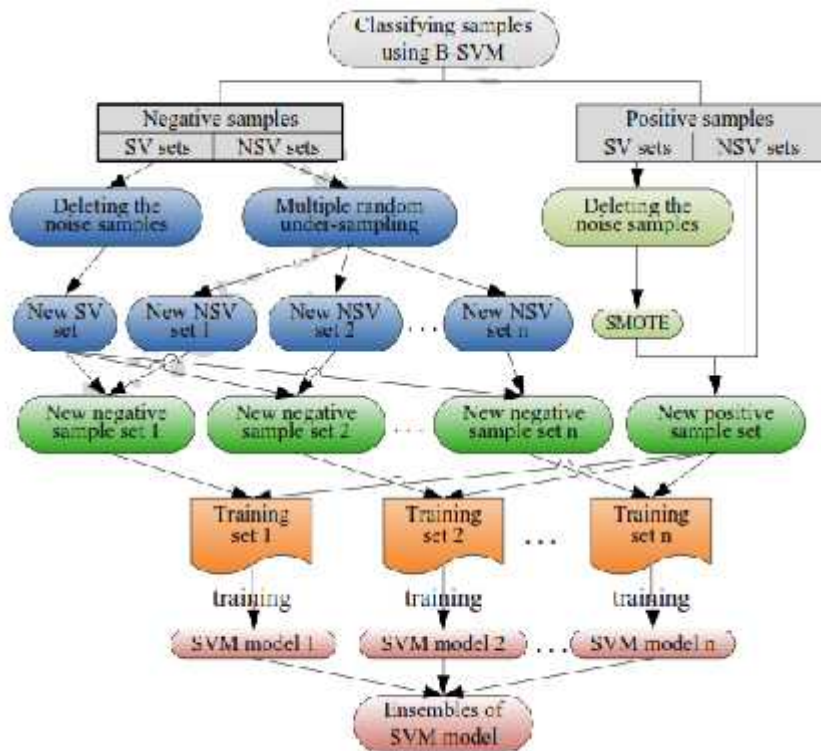 Classifying samples
using B-SVM
Negative samples
SV sets NSV sets
Positive samples
SV sets NSV sets
Deleting the
noise samples
Multiple random
under-sampling
Deleting the
noise samples
New SV
set
New NSV
set 1
New NSV
set 2
...
New NSV
set n
SMOTE
New negative
sample set 1
New negative
sample set 2
...
New negative
sample set n
New positive
sample set
Training
set 1
Training
set 2
...
Training
set n
training
training
training
SVM model 1
SVM model 2
...
SVM model n
Ensembles of
SVM model